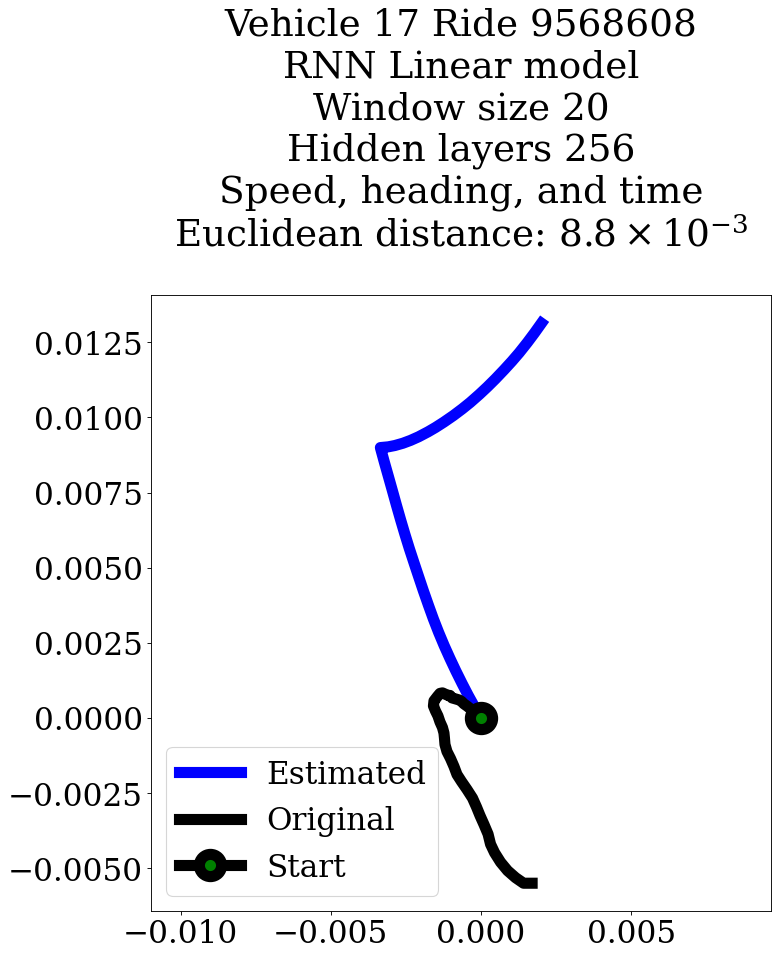 Vehicle 17 Ride 9568608
RNN Linear model
Window size 20
Hidden layers 256
Speed, heading, and time
Euclidean distance: 8.8 × 10⁻³
0.0125
0.0100
0.0075
0.0050
0.0025
0.0000
−0.0025
−0.0050
Estimated
Original
Start
−0.010 −0.005 0.000 0.005